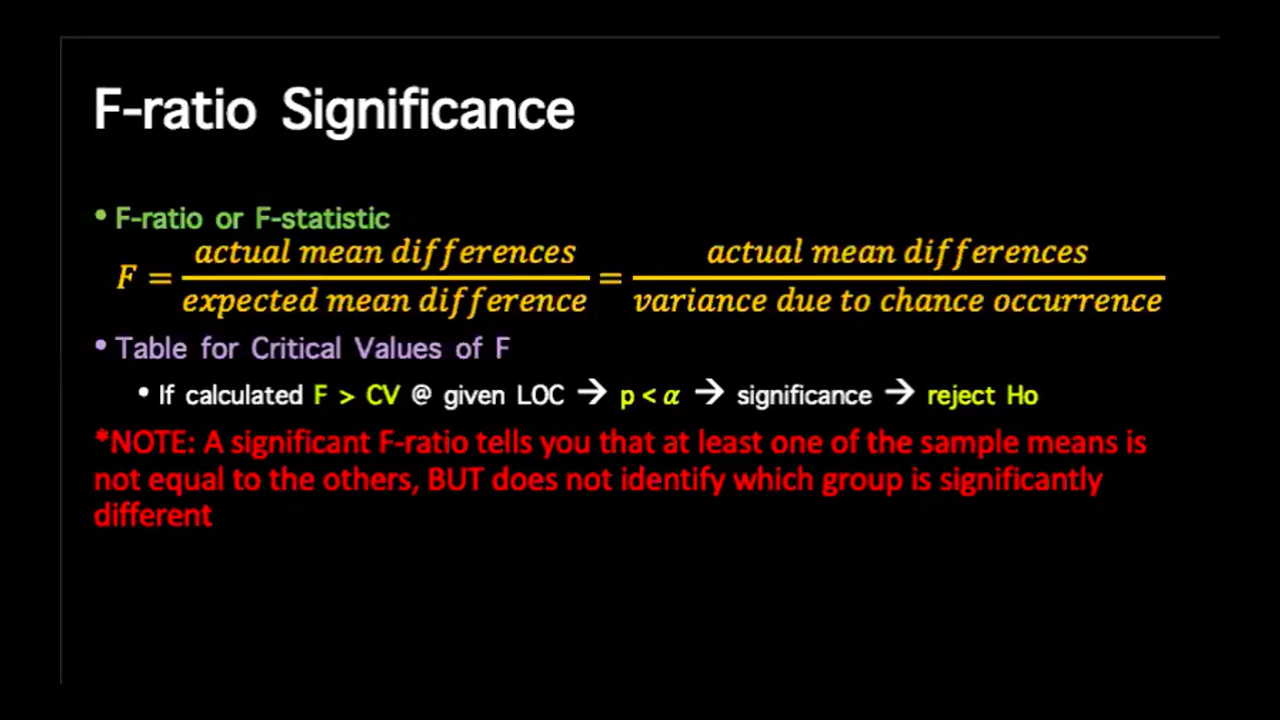 F-ratio Significance
• F-ratio or F-statistic
F = actual mean differences / expected mean difference = actual mean differences / variance due to chance occurrence
• Table for Critical Values of F
• If calculated F > CV @ given LOC → p < α → significance → reject Ho
*NOTE: A significant F-ratio tells you that at least one of the sample means is
not equal to the others, BUT does not identify which group is significantly
different